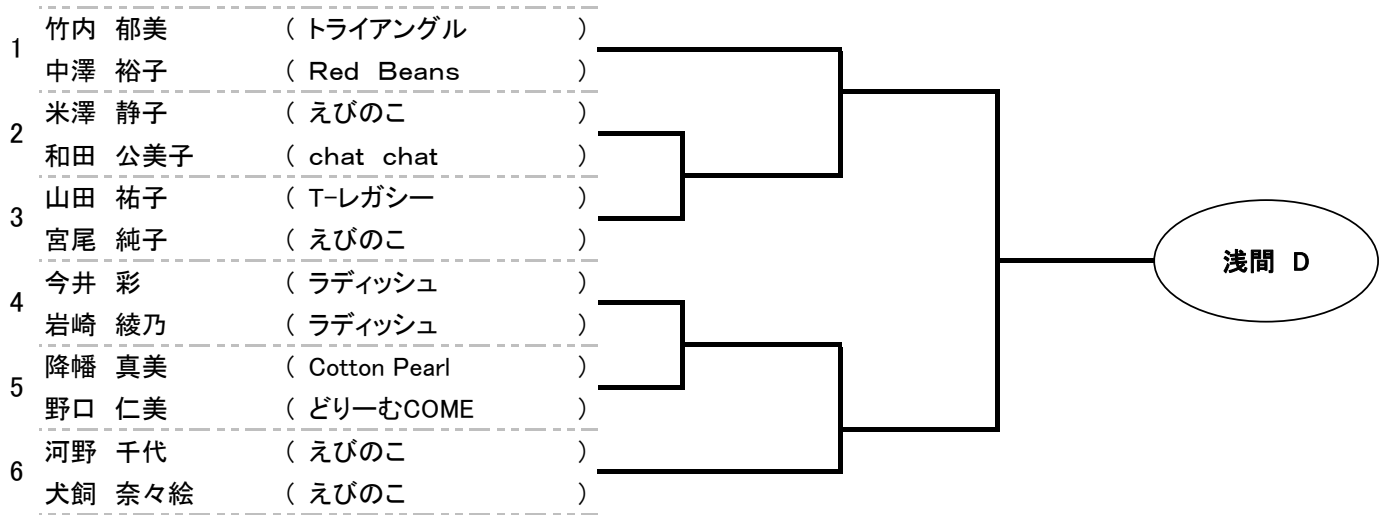 竹内 郁美 ( トライアングル )
1
中澤 裕子 ( Red Beans )
米澤 静子 ( えびのこ )
2
和田 公美子 ( chat chat )
山田 祐子 ( T-レガシー )
3
宮尾 純子 ( えびのこ )
今井 彩 ( ラディッシュ )
4
岩崎 綾乃 ( ラディッシュ )
降幡 真美 ( Cotton Pearl )
5
野口 仁美 ( どりーむCOME )
河野 千代 ( えびのこ )
6
犬飼 奈々絵 ( えびのこ )
浅間 D